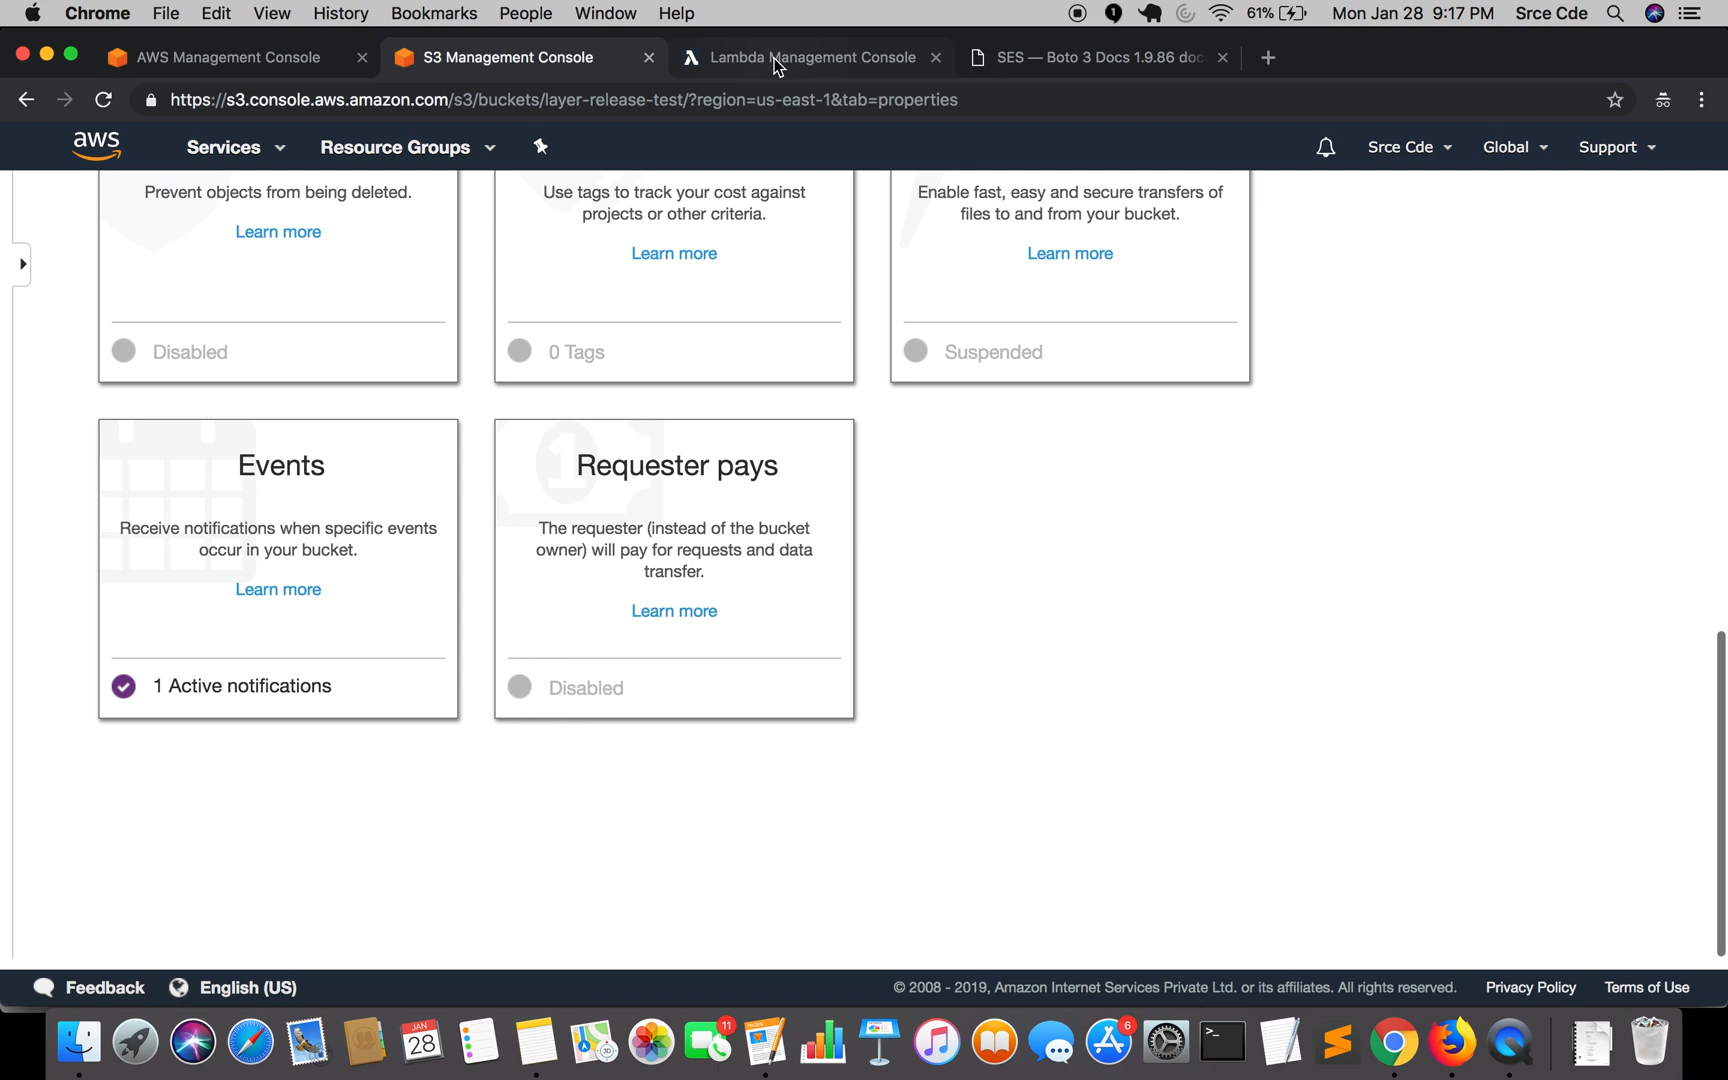 Chrome File Edit View History Bookmarks People Window Help 61% Mon Jan 28 9:17 PM Srce Cde
AWS Management Console S3 Management Console Lambda Management Console SES — Boto 3 Docs 1.9.86 doc
https://s3.console.aws.amazon.com/s3/buckets/layer-release-test/?region=us-east-1&tab=properties
aws Services Resource Groups Srce Cde Global Support
Prevent objects from being deleted.
Learn more
Disabled
Use tags to track your cost against
projects or other criteria.
Learn more
0 Tags
Enable fast, easy and secure transfers of
files to and from your bucket.
Learn more
Suspended
Events
Receive notifications when specific events
occur in your bucket.
Learn more
1 Active notifications
Requester pays
The requester (instead of the bucket
owner) will pay for requests and data
transfer.
Learn more
Disabled
Feedback English (US) © 2008 - 2019, Amazon Internet Services Private Ltd. or its affiliates. All rights reserved. Privacy Policy Terms of Use
JAN
28
11
6